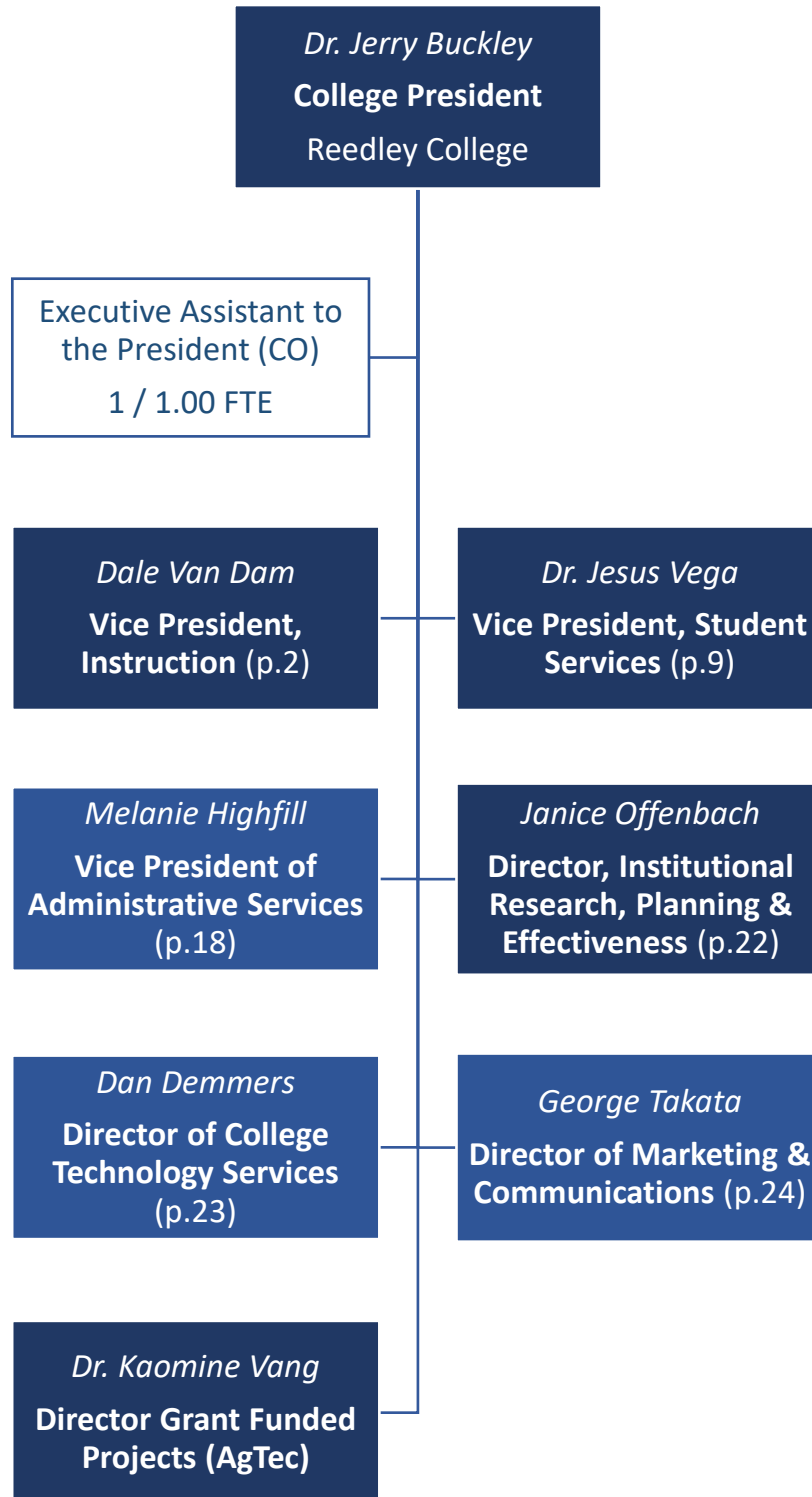 Dr. Jerry Buckley
College President
Reedley College
Executive Assistant to
the President (CO)
1 / 1.00 FTE
Dale Van Dam
Vice President,
Instruction (p.2)
Dr. Jesus Vega
Vice President, Student
Services (p.9)
Melanie Highfill
Vice President of
Administrative Services
(p.18)
Janice Offenbach
Director, Institutional
Research, Planning &
Effectiveness (p.22)
Dan Demmers
Director of College
Technology Services
(p.23)
George Takata
Director of Marketing &
Communications (p.24)
Dr. Kaomine Vang
Director Grant Funded
Projects (AgTec)